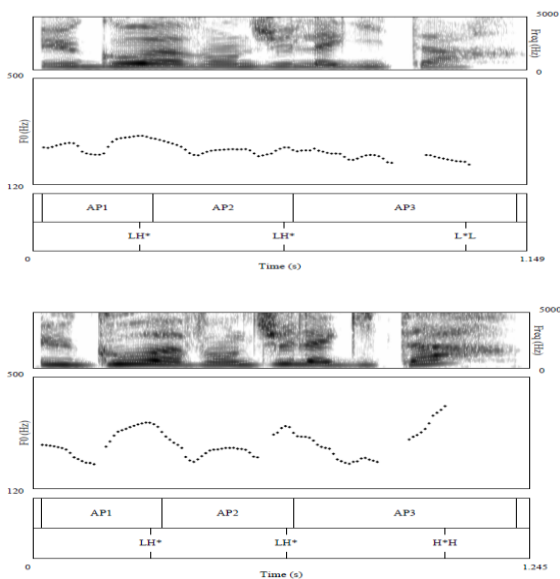 5000
Freq (Hz)
0
500
F0 (Hz)
120
AP1 AP2 AP3
LH* LH* L*L
0 1.149
Time (s)
5000
Freq (Hz)
0
500
F0 (Hz)
120
AP1 AP2 AP3
LH* LH* H*H
0 1.245
Time (s)